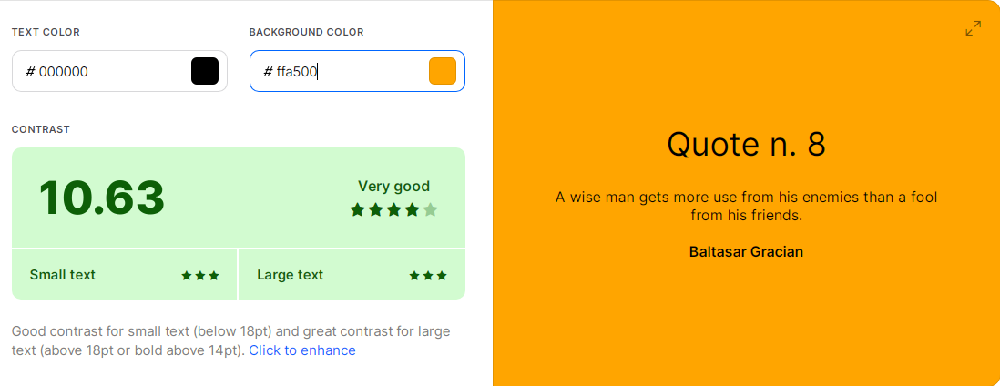 TEXT COLOR
BACKGROUND COLOR
# 000000
# ffa500
CONTRAST
10.63
Very good
Small text
Large text
Good contrast for small text (below 18pt) and great contrast for large
text (above 18pt or bold above 14pt). Click to enhance
Quote n. 8
A wise man gets more use from his enemies than a fool
from his friends.
Baltasar Gracian